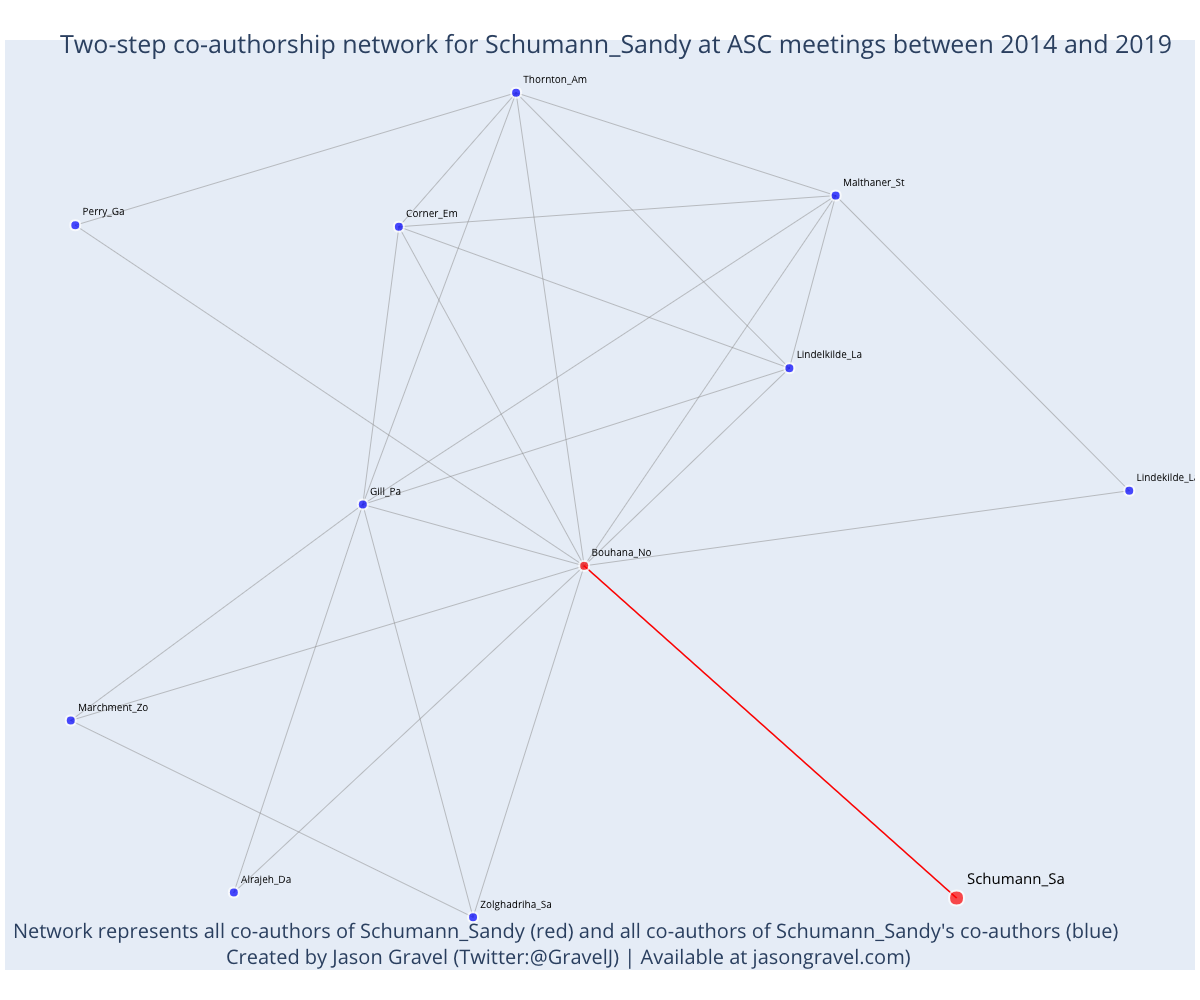 Two-step co-authorship network for Schumann_Sandy at ASC meetings between 2014 and 2019
Thornton_Am
Malthaner_St
Perry_Ga
Corner_Em
Lindelkilde_La
Lindekilde_La
Gill_Pa
Bouhana_No
Marchment_Zo
Alrajeh_Da
Schumann_Sa
Zolghadriha_Sa
Network represents all co-authors of Schumann_Sandy (red) and all co-authors of Schumann_Sandy's co-authors (blue)
Created by Jason Gravel (Twitter:@GravelJ) | Available at jasongravel.com)